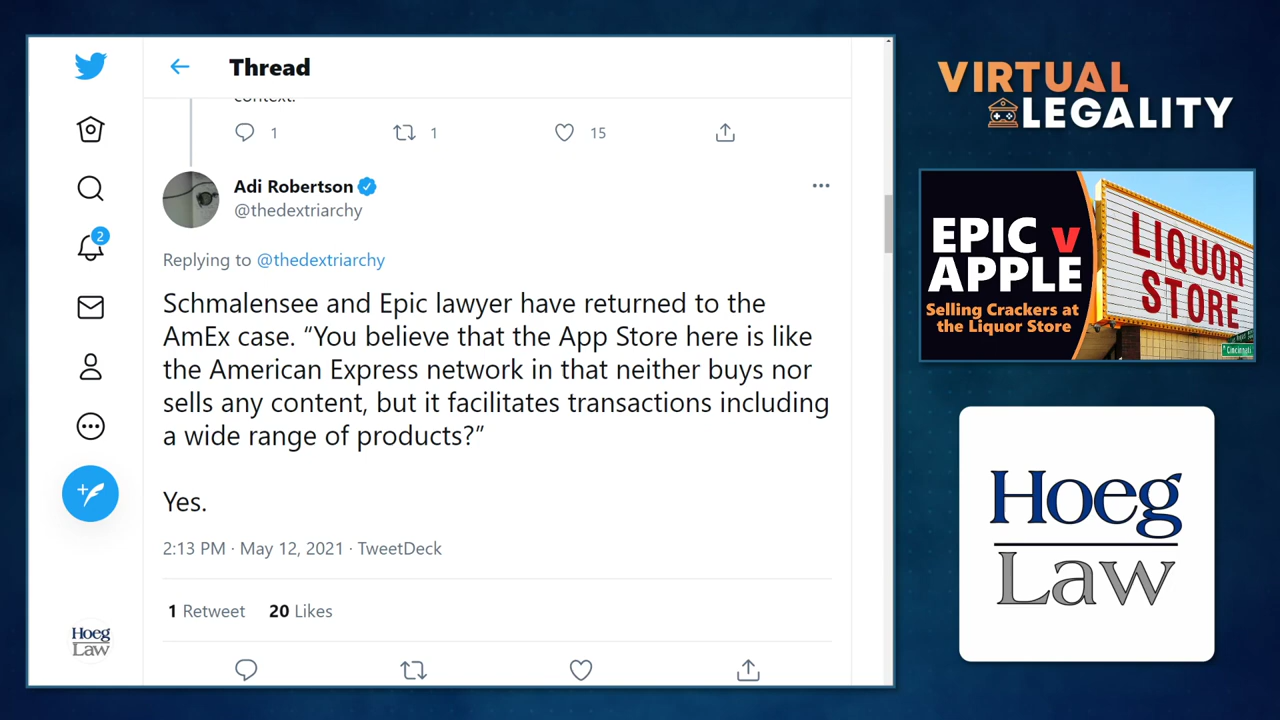 Thread
context.
1
1
15
Adi Robertson
@thedextriarchy
Replying to @thedextriarchy
Schmalensee and Epic lawyer have returned to the
AmEx case. “You believe that the App Store here is like
the American Express network in that neither buys nor
sells any content, but it facilitates transactions including
a wide range of products?”
Yes.
2:13 PM · May 12, 2021 · TweetDeck
1 Retweet 20 Likes
2
Hoeg
Law
VIRTUAL
LEGALITY
EPIC v
APPLE
Selling Crackers at
the Liquor Store
LIQUOR
STORE
Cincinnati
Hoeg
Law